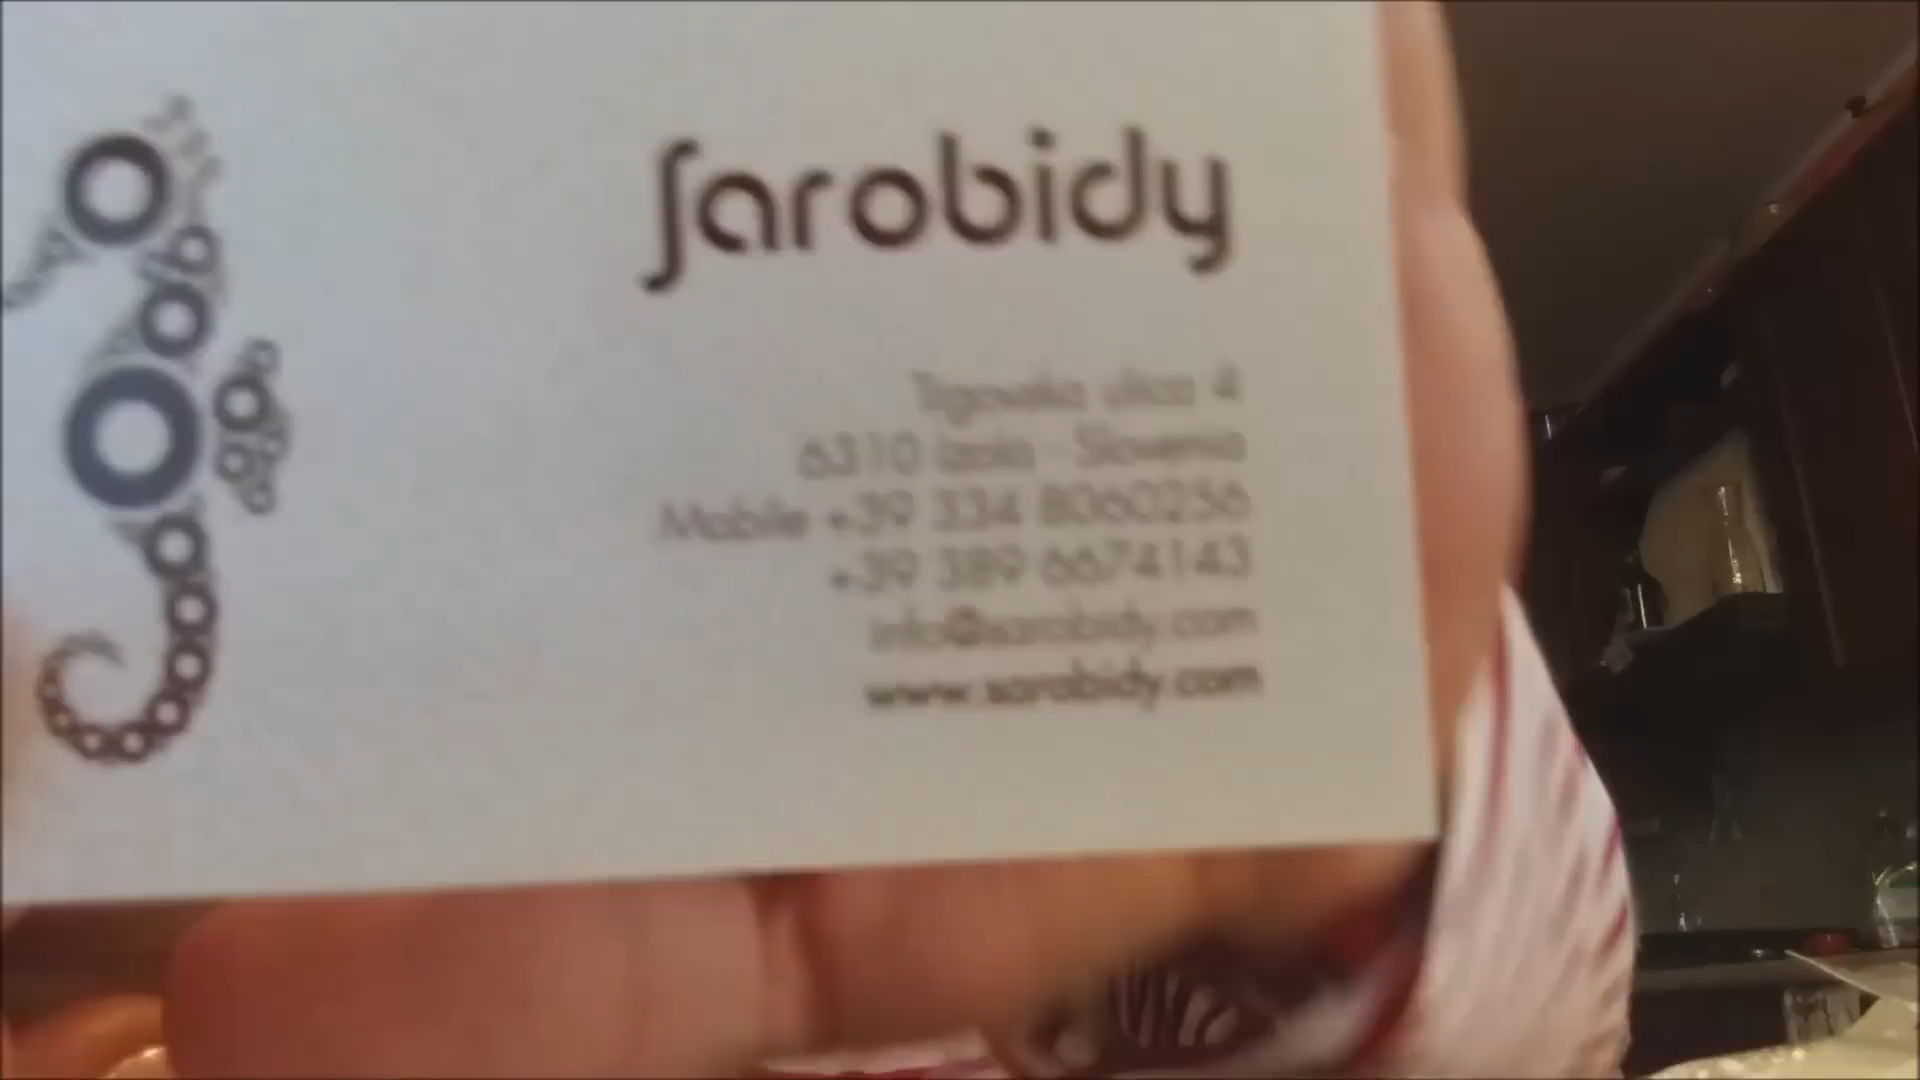 Sarobidy
Trgovska ulica 4
6310 Izola - Slovenia
Mobile +39 334 8060256
+39 389 6674143
info@sarobidy.com
www.sarobidy.com